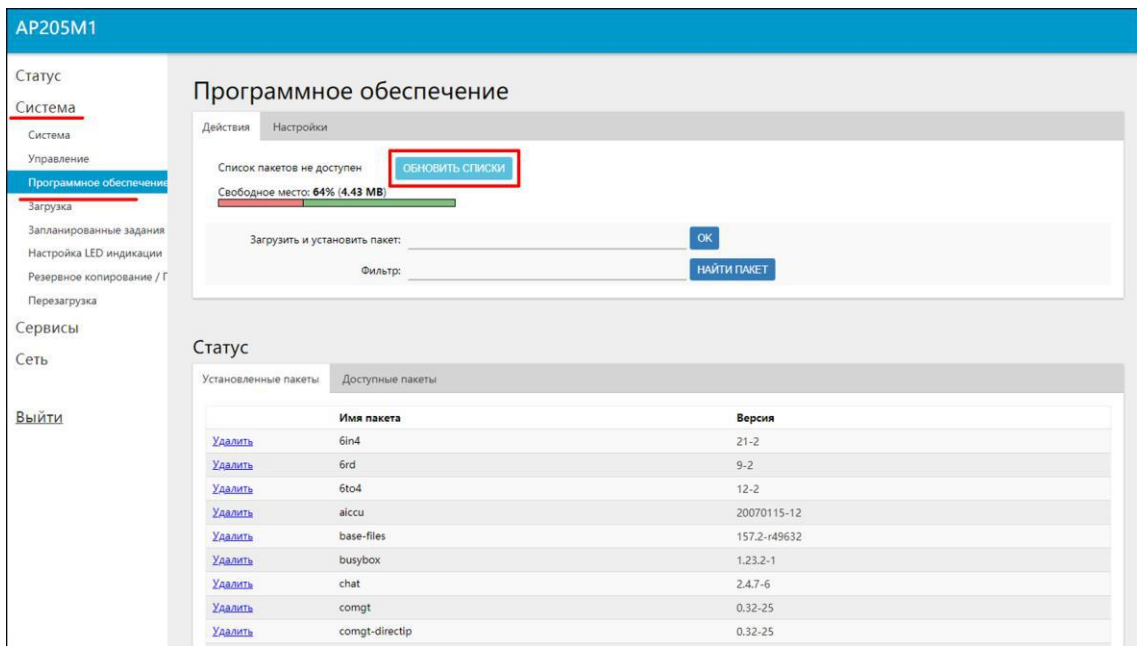 AP205M1
Статус
Система
Система
Управление
Программное обеспечение
Загрузка
Запланированные задания
Настройка LED индикации
Резервное копирование / П
Перезагрузка
Сервисы
Сеть
Выйти
Программное обеспечение
Действия Настройки
Список пакетов не доступен ОБНОВИТЬ СПИСКИ
Свободное место: 64% (4.43 MB)
Загрузить и установить пакет: OK
Фильтр: НАЙТИ ПАКЕТ
Статус
Установленные пакеты Доступные пакеты
Имя пакета Версия
Удалить 6in4 21-2
Удалить 6rd 9-2
Удалить 6to4 12-2
Удалить aiccu 20070115-12
Удалить base-files 157.2-r49632
Удалить busybox 1.23.2-1
Удалить chat 2.4.7-6
Удалить comgt 0.32-25
Удалить comgt-directip 0.32-25